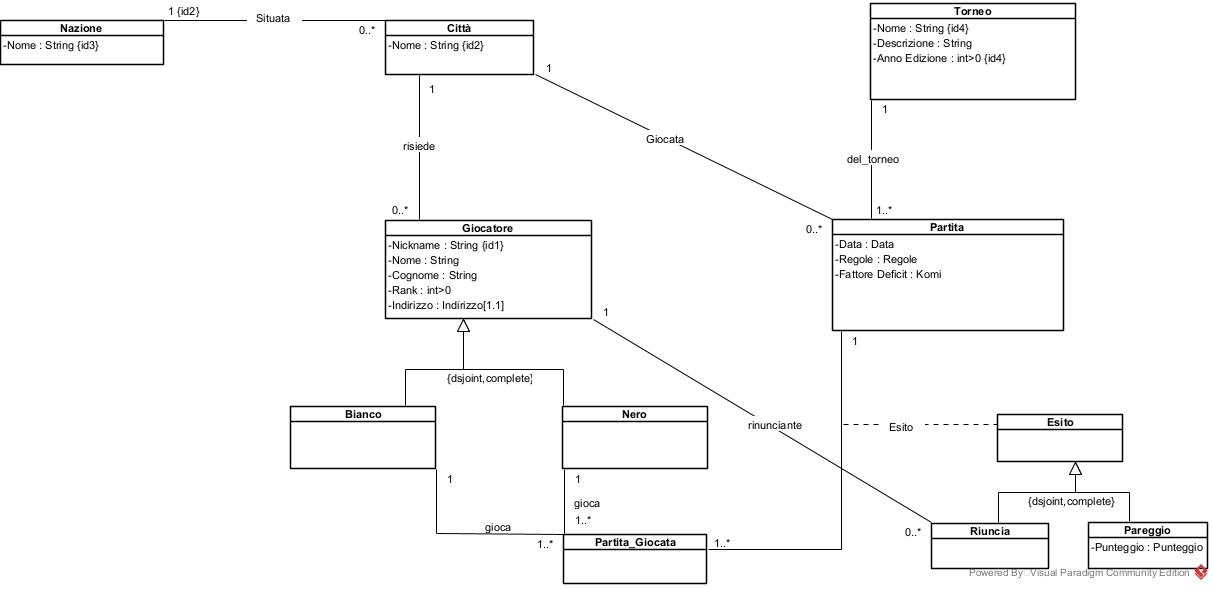 1 {id2}
Situata
Nazione
-Nome : String {id3}
0..*
Città
-Nome : String {id2}
1
1
Torneo
-Nome : String {id4}
-Descrizione : String
-Anno Edizione : int>0 {id4}
1
Giocata
risiede
del_torneo
0..*
1..*
0..*
Giocatore
-Nickname : String {id1}
-Nome : String
-Cognome : String
-Rank : int>0
-Indirizzo : Indirizzo[1.1]
1
Partita
-Data : Data
-Regole : Regole
-Fattore Deficit : Komi
1
{dsjoint,complete}
Bianco
Nero
rinunciante
Esito
Esito
1
1
gioca
1..*
gioca
1..*
Partita_Giocata
1..*
{dsjoint,complete}
0..*
Riuncia
Pareggio
-Punteggio : Punteggio
Powered By Visual Paradigm Community Edition